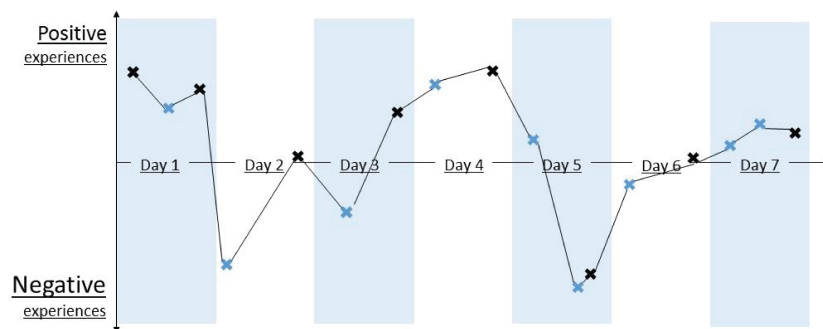 Positive
experiences
Day 1
Day 2
Day 3
Day 4
Day 5
Day 6
Day 7
Negative
experiences